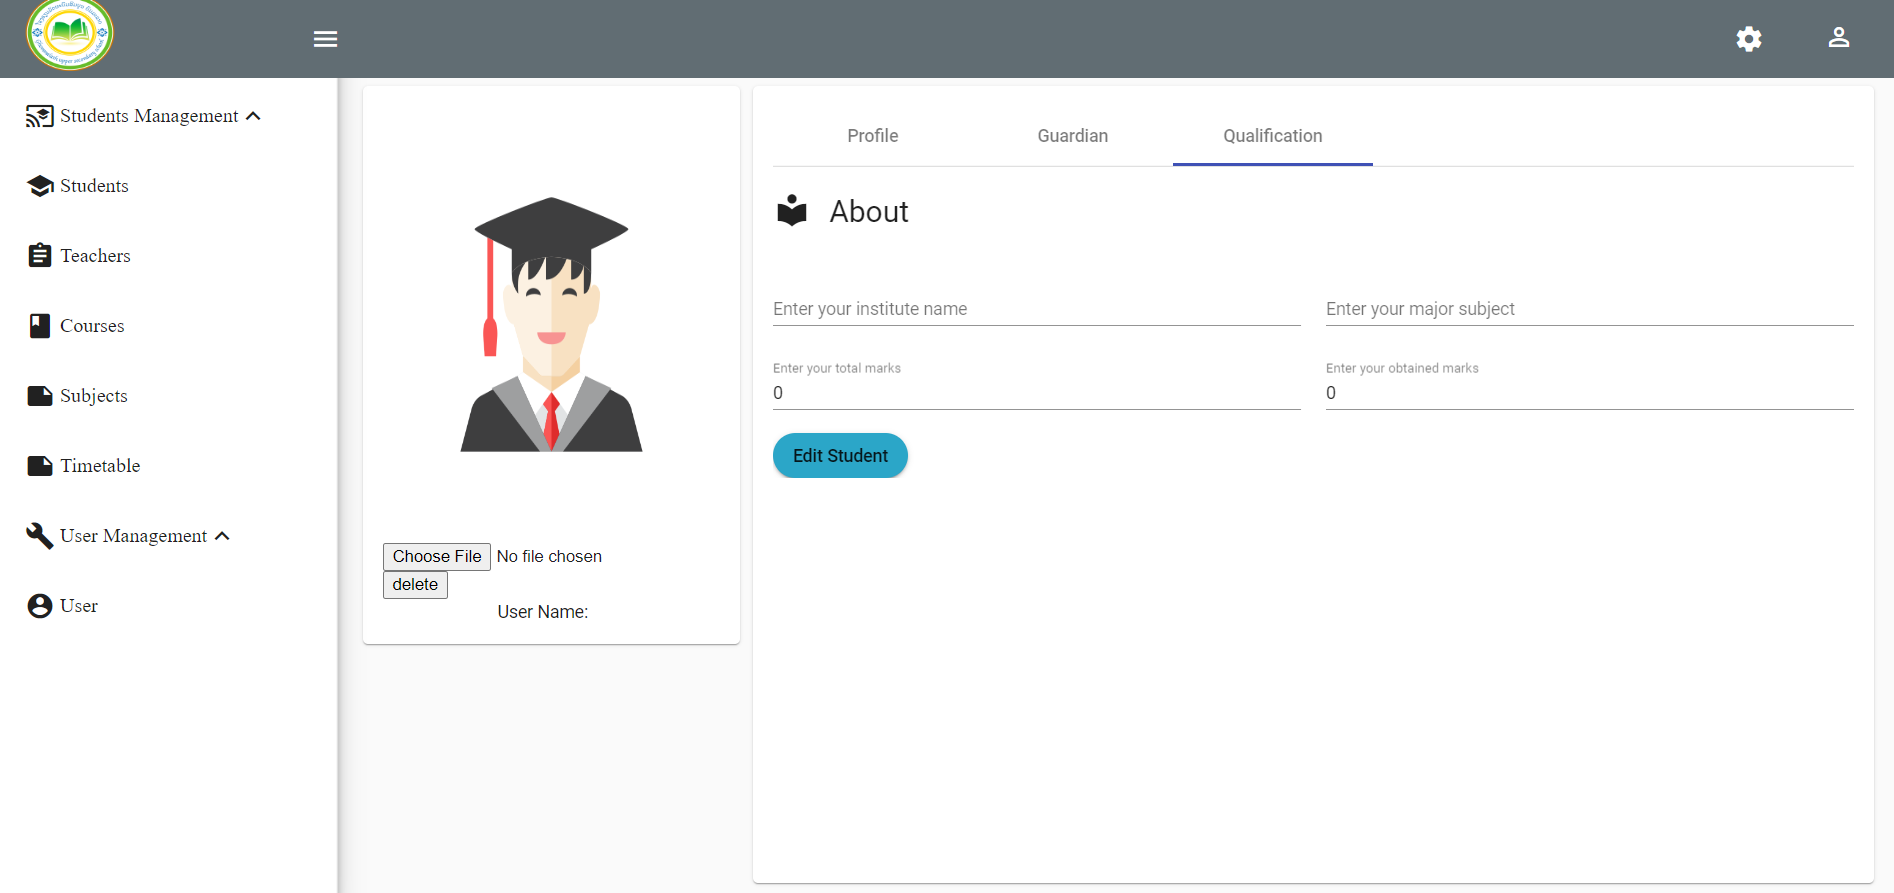 Students Management
Students
Teachers
Courses
Subjects
Timetable
User Management
User
Choose File No file chosen
delete
User Name:
Profile Guardian Qualification
About
Enter your institute name Enter your major subject
Enter your total marks Enter your obtained marks
0 0
Edit Student